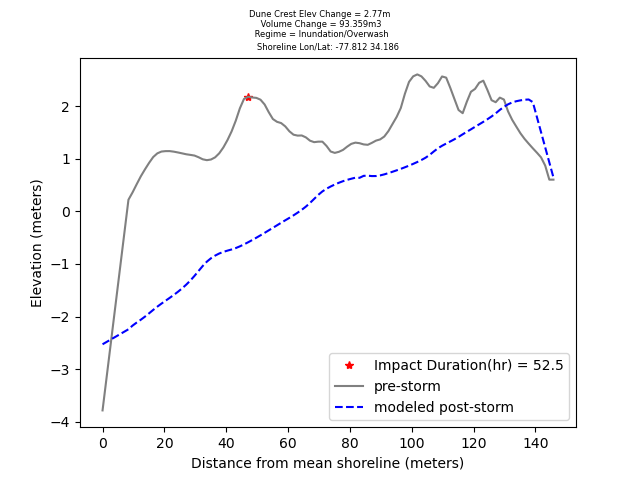 Dune Crest Elev Change = 2.77m
Volume Change = 93.359m3
Regime = Inundation/Overwash
Shoreline Lon/Lat: -77.812 34.186
2
1
0
−1
−2
−3
−4
Elevation (meters)
Impact Duration(hr) = 52.5
pre-storm
modeled post-storm
0 20 40 60 80 100 120 140
Distance from mean shoreline (meters)